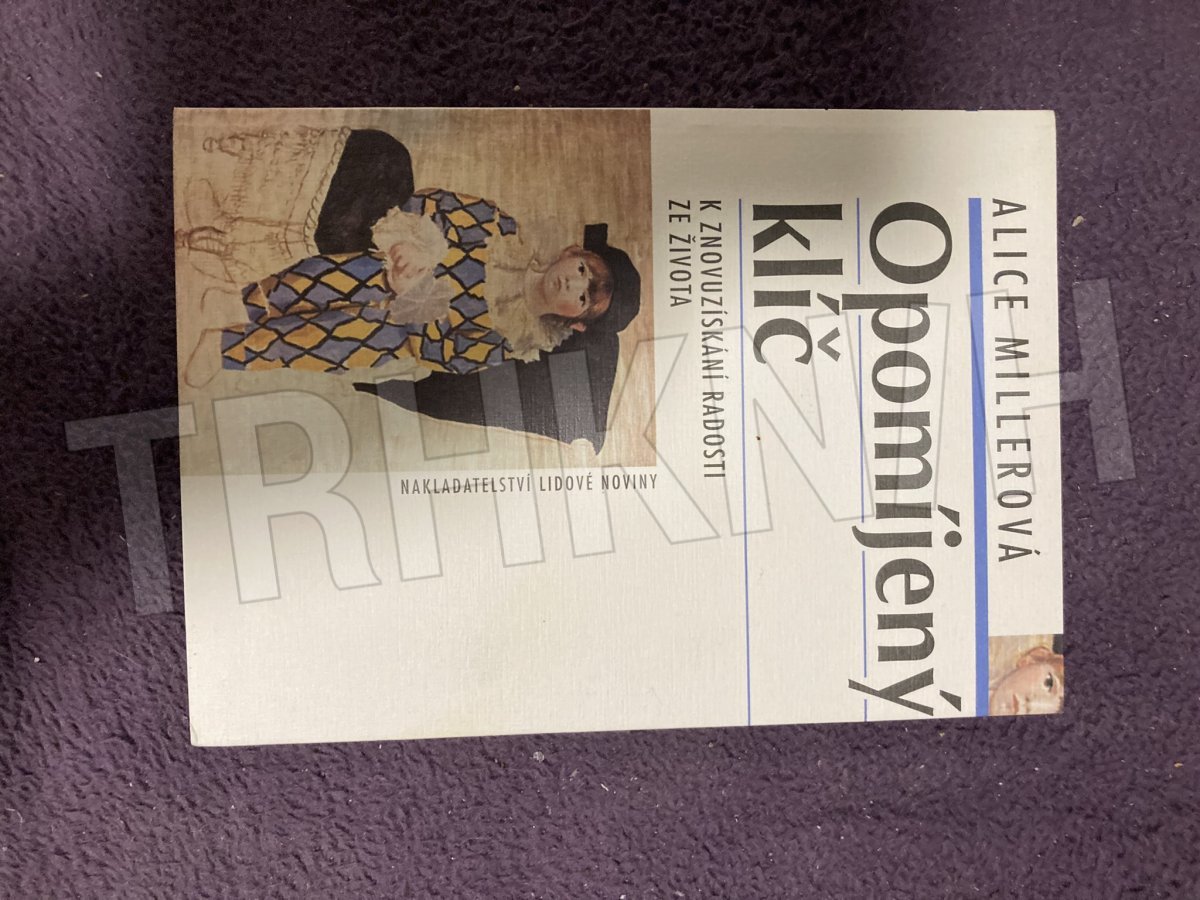 ALICE MILLEROVÁ
Opomíjený
klíč
K ZNOVUZÍSKÁNÍ RADOSTI
ZE ŽIVOTA
NAKLADATELSTVÍ LIDOVÉ NOVINY
TRHKNIH